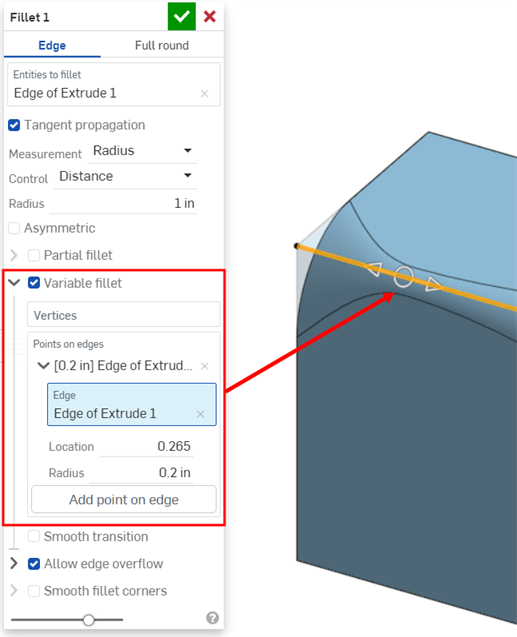 Fillet 1
Edge
Full round
Entities to fillet
Edge of Extrude 1
Tangent propagation
Measurement Radius
Control Distance
Radius 1 in
Asymmetric
Partial fillet
Variable fillet
Vertices
Points on edges
[0.2 in] Edge of Extrud...
Edge
Edge of Extrude 1
Location 0.265
Radius 0.2 in
Add point on edge
Smooth transition
Allow edge overflow
Smooth fillet corners
?